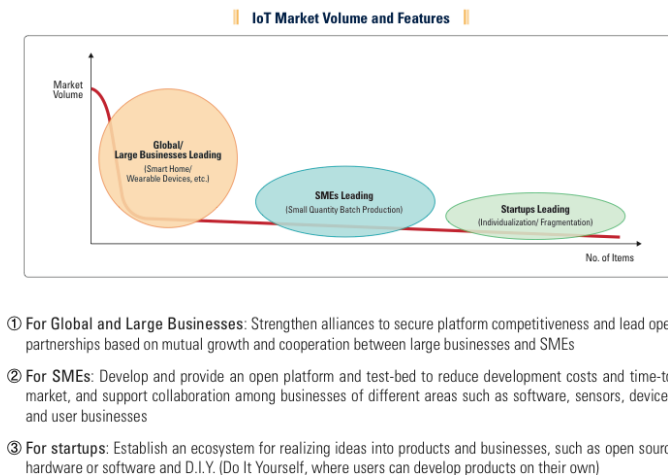 IoT Market Volume and Features
Market
Volume
Global/
Large Businesses Leading
(Smart Home/
Wearable Devices, etc.)
SMEs Leading
(Small Quantity Batch Production)
Startups Leading
(Individualization/ Fragmentation)
No. of Items
① For Global and Large Businesses: Strengthen alliances to secure platform competitiveness and lead ope
partnerships based on mutual growth and cooperation between large businesses and SMEs
② For SMEs: Develop and provide an open platform and test-bed to reduce development costs and time-to
market, and support collaboration among businesses of different areas such as software, sensors, device
and user businesses
③ For startups: Establish an ecosystem for realizing ideas into products and businesses, such as open sourc
hardware or software and D.I.Y. (Do It Yourself, where users can develop products on their own)